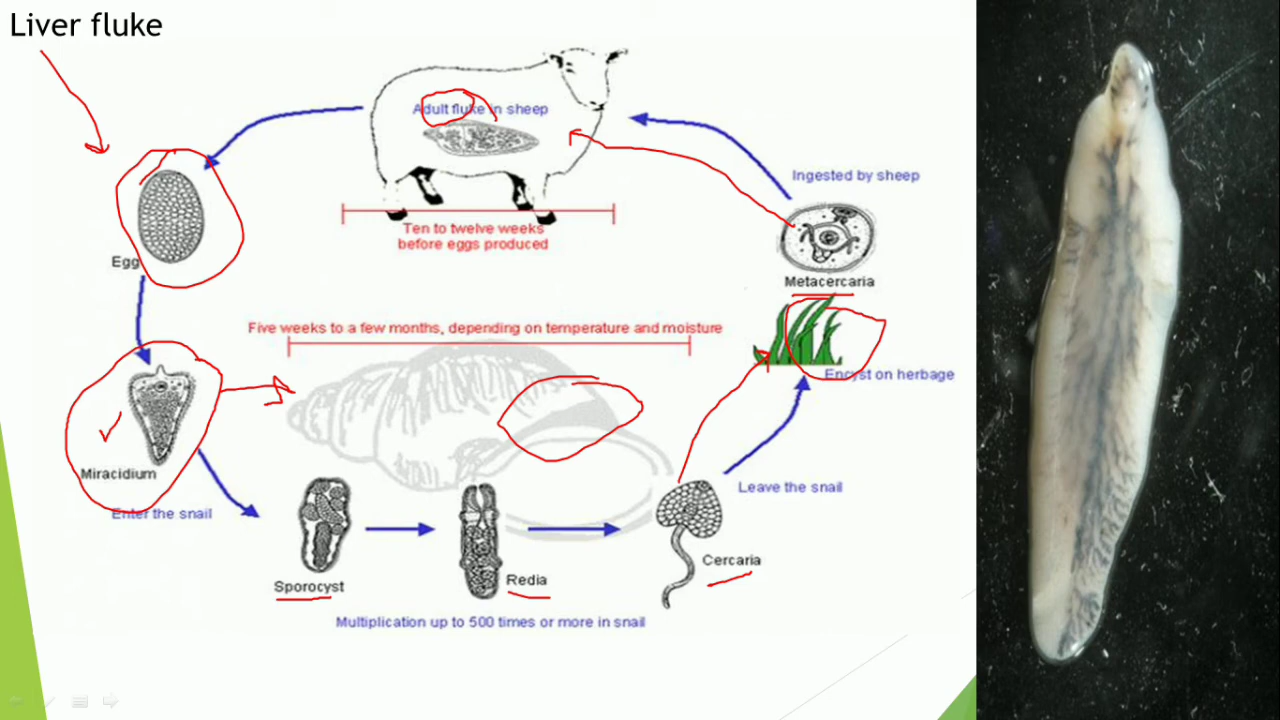 Liver fluke
Adult fluke in sheep
Ingested by sheep
Ten to twelve weeks
before eggs produced
Egg
Metacercaria
Five weeks to a few months, depending on temperature and moisture
Encyst on herbage
Miracidium
Leave the snail
Enter the snail
Cercaria
Redia
Sporocyst
Multiplication up to 500 times or more in snail